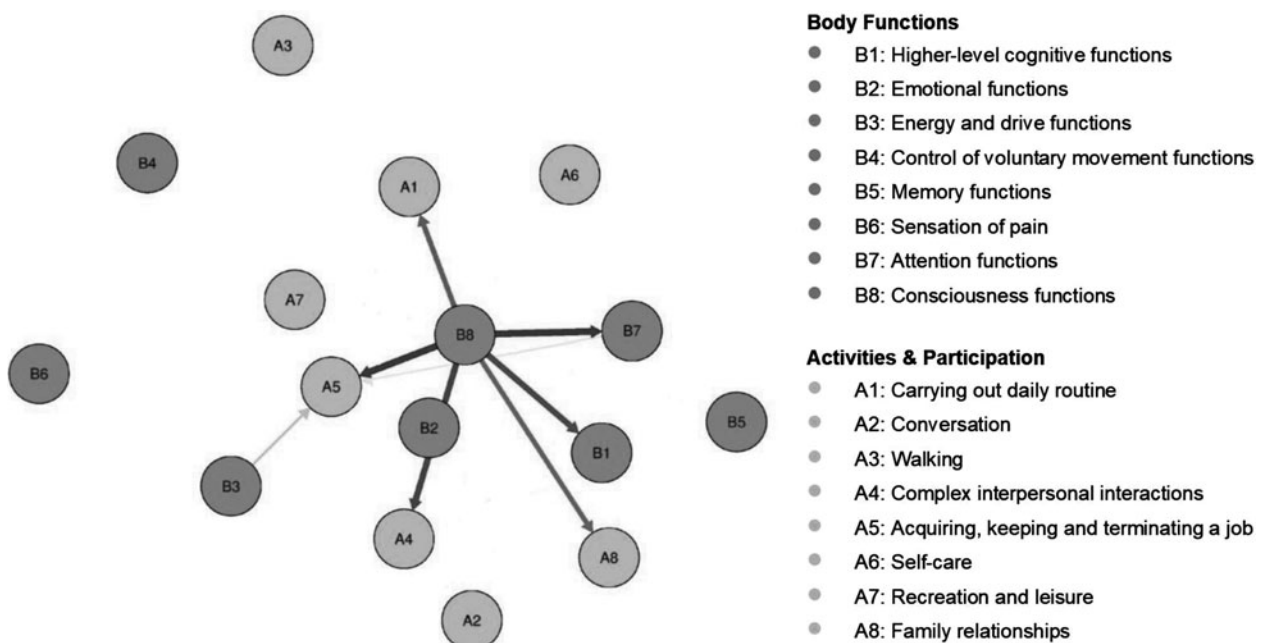 A3
B4
A6
A1
A7
B8
B7
B6
A5
B2
B5
B1
B3
A4
A8
A2
Body Functions
B1: Higher-level cognitive functions
B2: Emotional functions
B3: Energy and drive functions
B4: Control of voluntary movement functions
B5: Memory functions
B6: Sensation of pain
B7: Attention functions
B8: Consciousness functions
Activities & Participation
A1: Carrying out daily routine
A2: Conversation
A3: Walking
A4: Complex interpersonal interactions
A5: Acquiring, keeping and terminating a job
A6: Self-care
A7: Recreation and leisure
A8: Family relationships